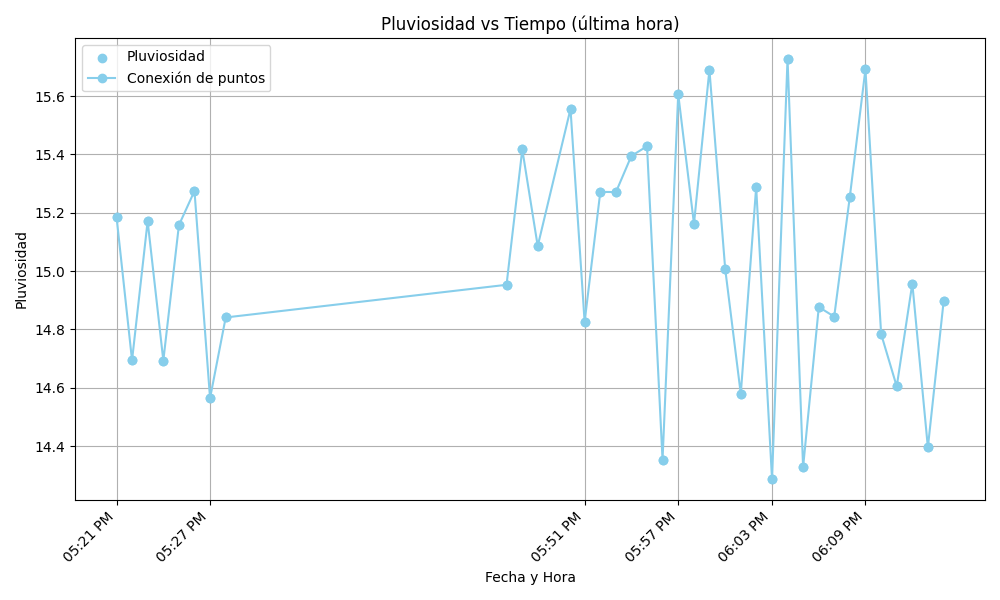 Pluviosidad vs Tiempo (última hora)
Pluviosidad
Conexión de puntos
Pluviosidad
15.6
15.4
15.2
15.0
14.8
14.6
14.4
05:21 PM
05:27 PM
05:51 PM
05:57 PM
06:03 PM
06:09 PM
Fecha y Hora